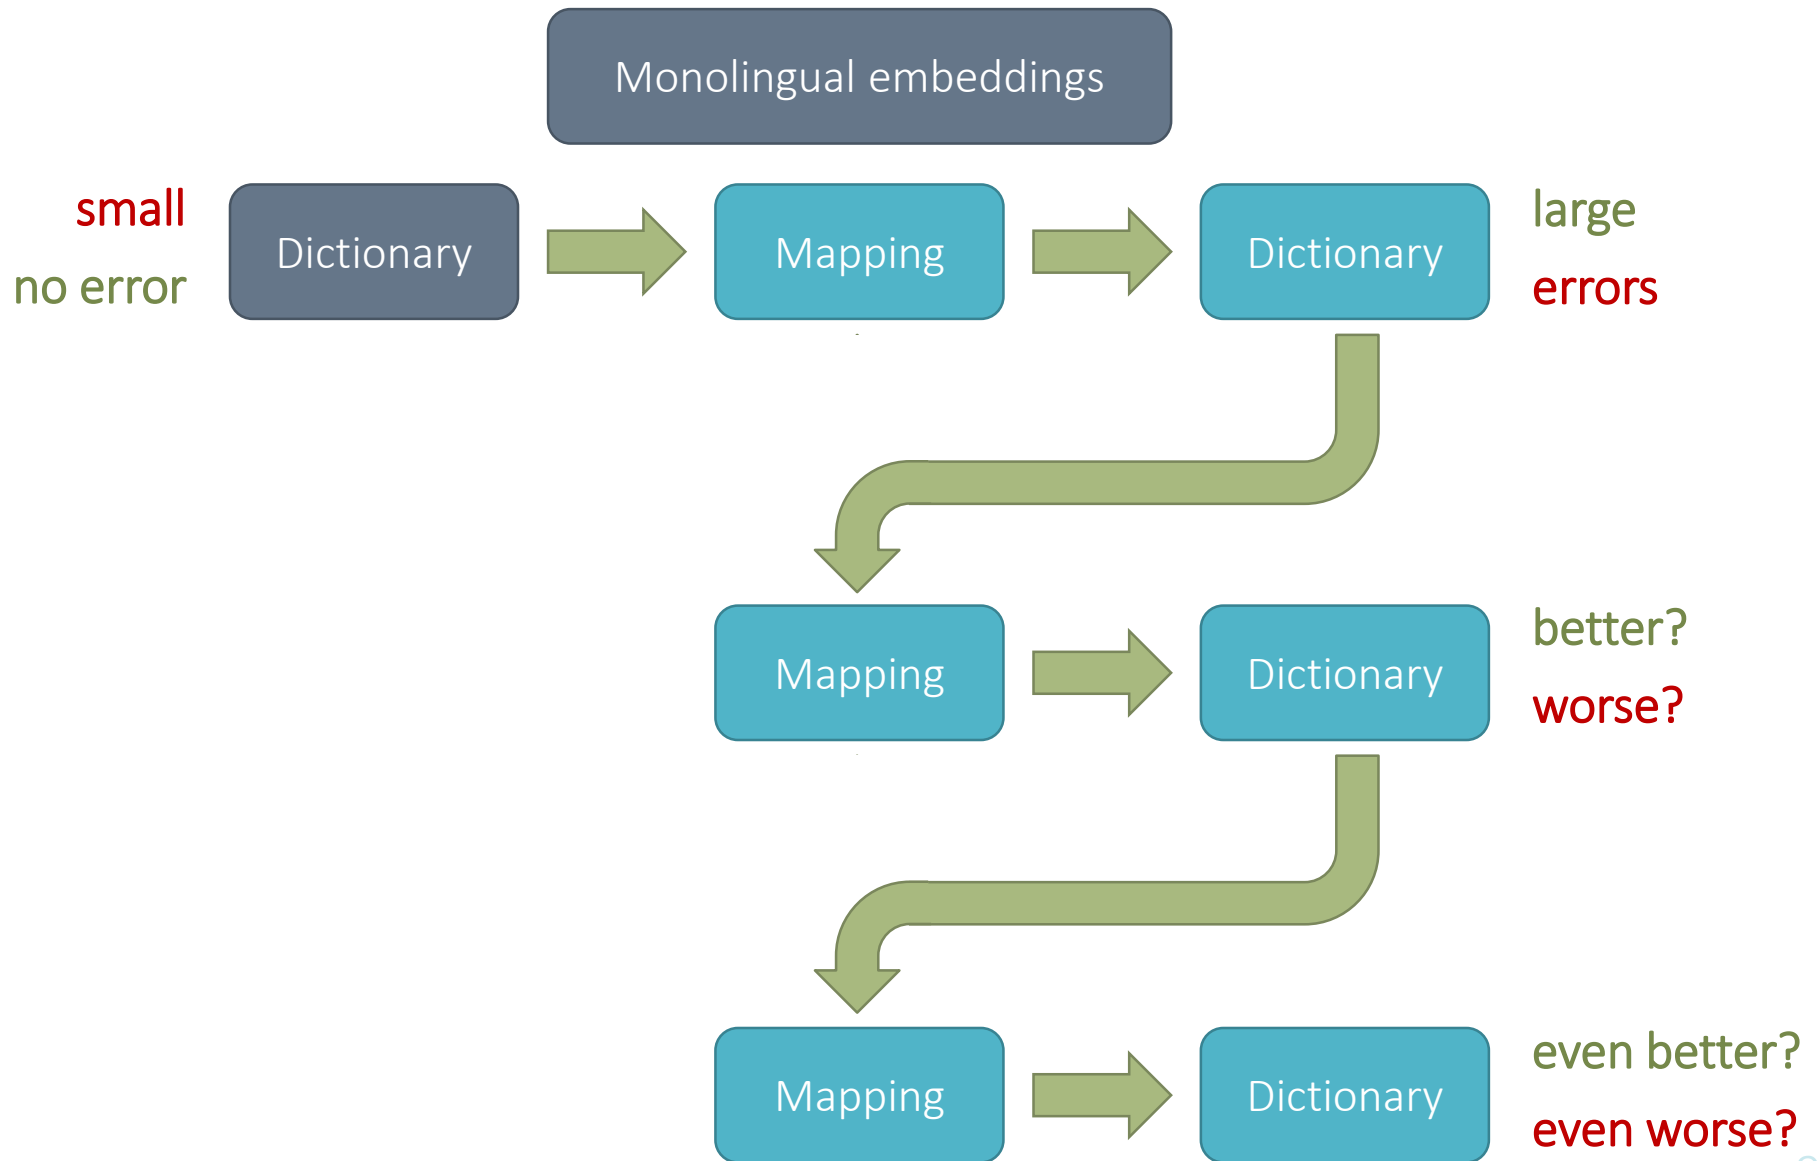 Monolingual embeddings
small
no error
Dictionary
Mapping
Dictionary
large
errors
Mapping
Dictionary
better?
worse?
Mapping
Dictionary
even better?
even worse?